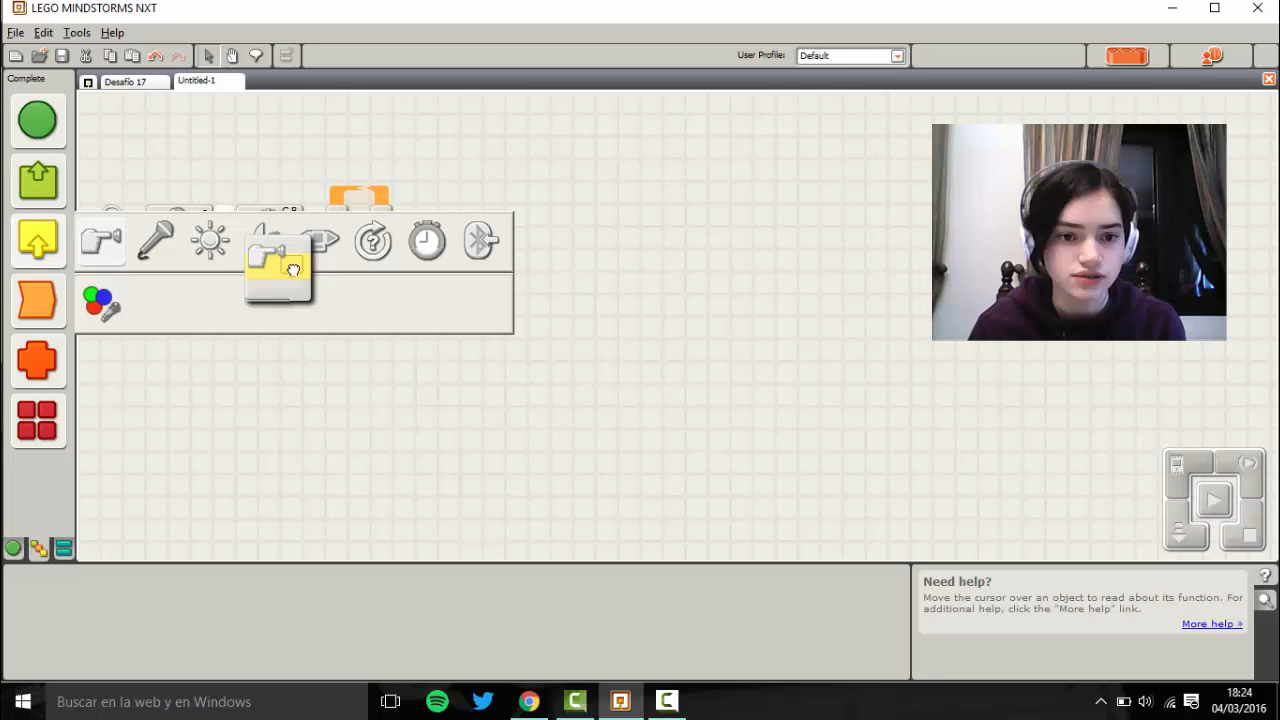 LEGO MINDSTORMS NXT
File Edit Tools Help
User Profile: Default
Complete
Desafío 17
Untitled-1
Need help?
Move the cursor over an object to read about its function. For
additional help, click the "More help" link.
More help »
Buscar en la web y en Windows
18:24
04/03/2016